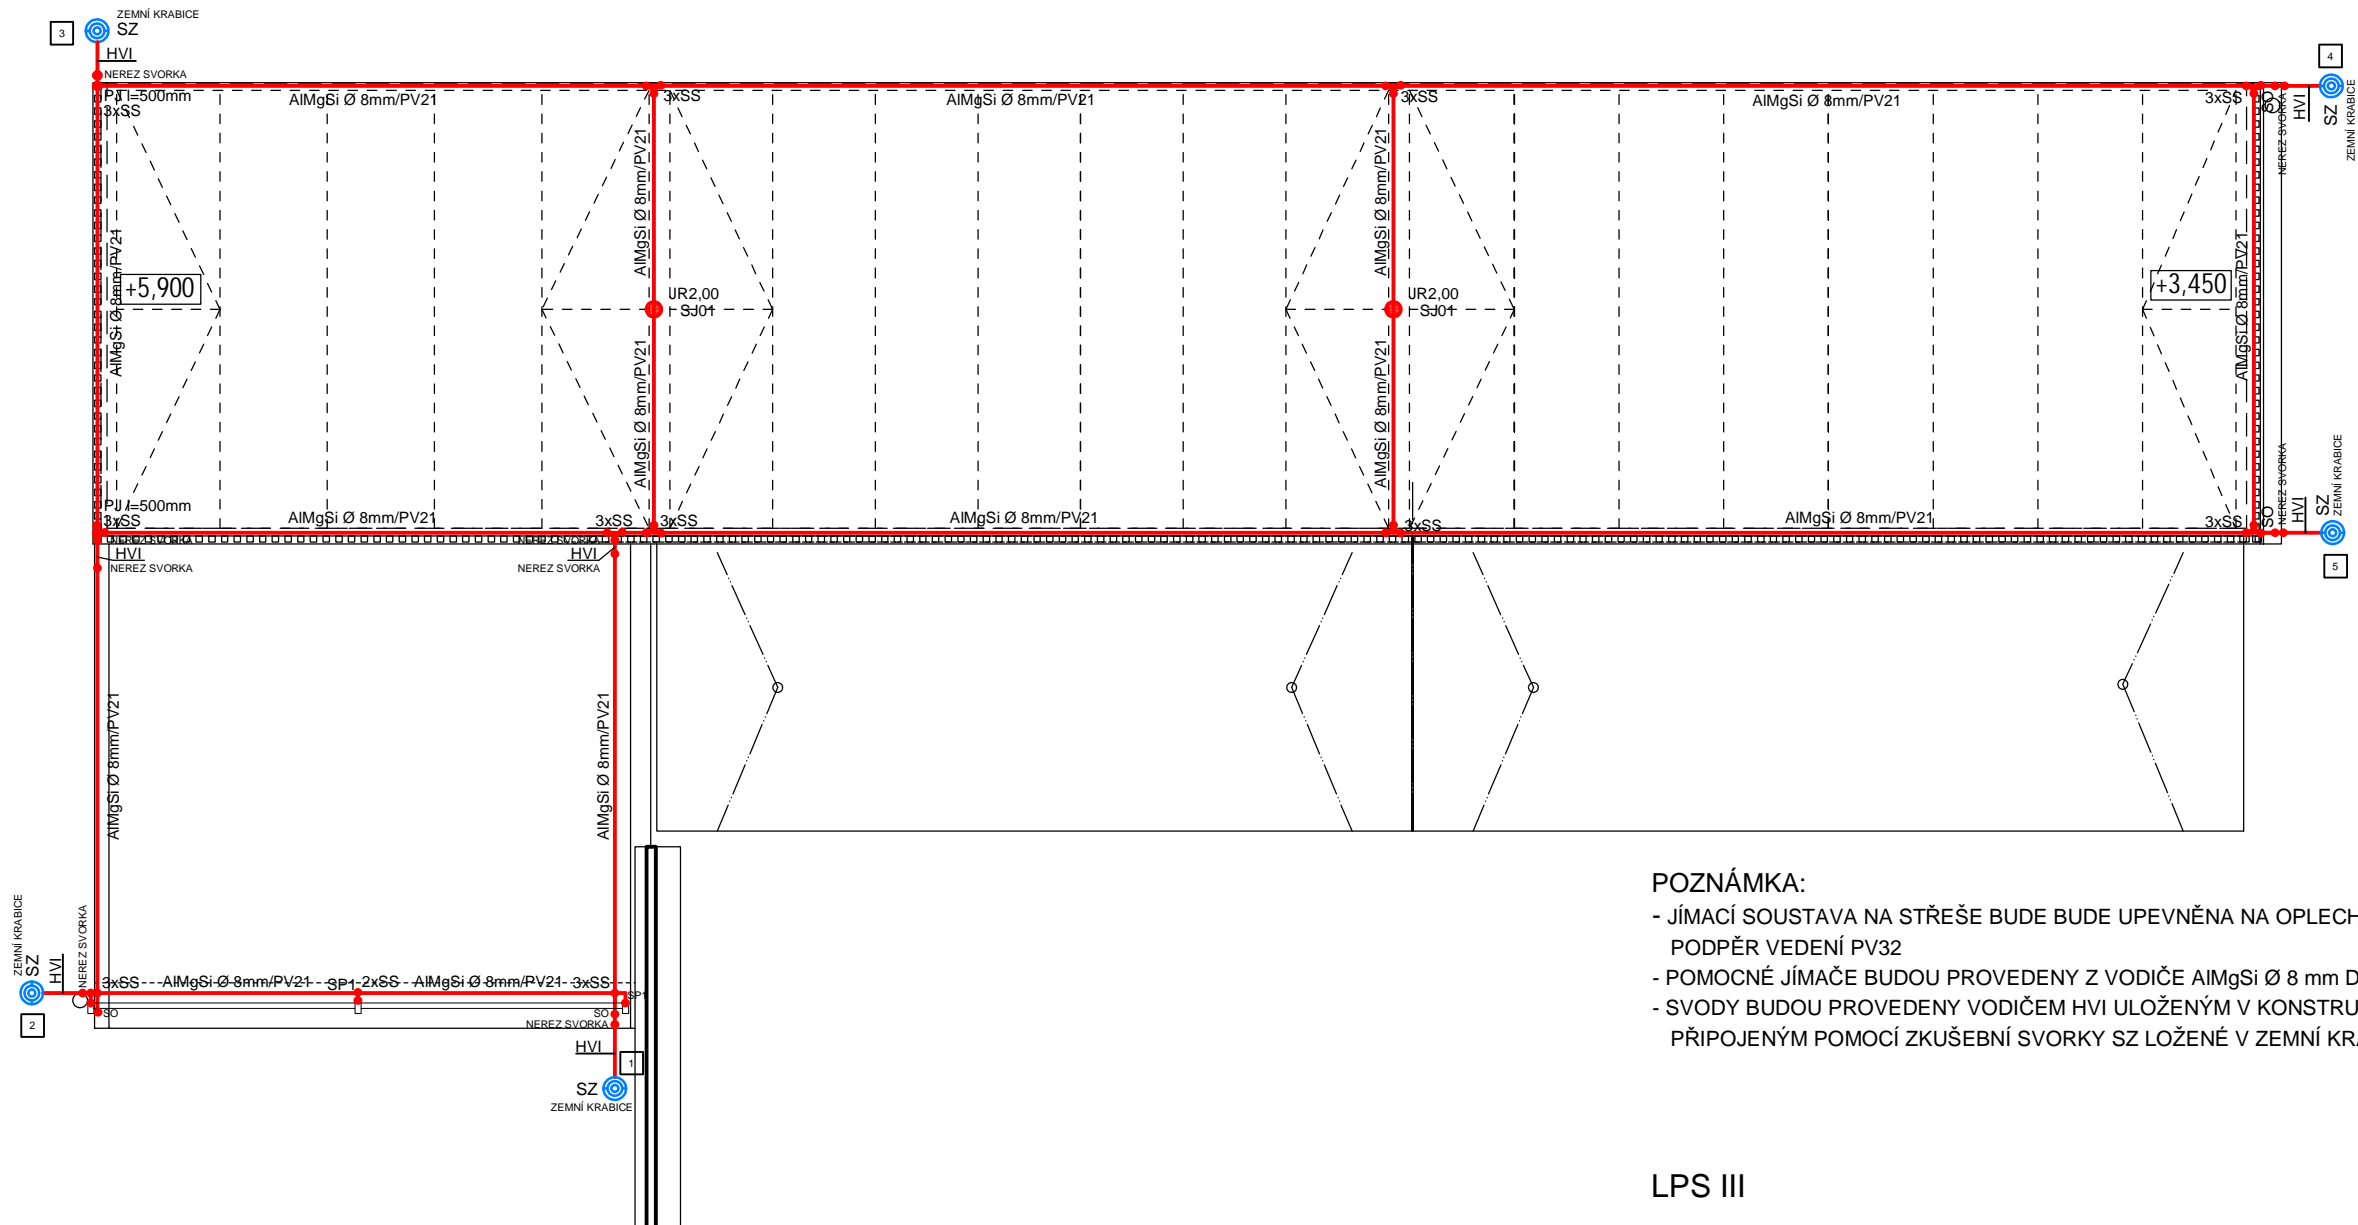 ZEMNÍ KRABICE
SZ
3
HVI
NEREZ SVORKA
PJ l=500mm
3xSS
AlMgSi Ø 8mm/PV21
3xSS
AlMgSi Ø 8mm/PV21
3xSS
AlMgSi Ø 8mm/PV21
3xSS
SO
NEREZ SVORKA
HVI
SZ
ZEMNÍ KRABICE
4
AlMgSi Ø 8mm/PV21
+5,900
AlMgSi Ø 8mm/PV21
JR2,00
SJ01
AlMgSi Ø 8mm/PV21
AlMgSi Ø 8mm/PV21
JR2,00
SJ01
AlMgSi Ø 8mm/PV21
+3,450
AlMgSi Ø 8mm/PV21
PJ l=500mm
3xSS
AlMgSi Ø 8mm/PV21
3xSS
3xSS
AlMgSi Ø 8mm/PV21
3xSS
AlMgSi Ø 8mm/PV21
3xSS
SO
NEREZ SVORKA
HVI
SZ
ZEMNÍ KRABICE
5
NEREZ SVORKA
HVI
NEREZ SVORKA
NEREZ SVORKA
HVI
NEREZ SVORKA
AlMgSi Ø 8mm/PV21
AlMgSi Ø 8mm/PV21
ZEMNÍ KRABICE
SZ
HVI
NEREZ SVORKA
2
3xSS
AlMgSi Ø 8mm/PV21
SP1
2xSS
AlMgSi Ø 8mm/PV21
3xSS
SP1
SO
SO
NEREZ SVORKA
HVI
1
SZ
ZEMNÍ KRABICE
POZNÁMKA:
- JÍMACÍ SOUSTAVA NA STŘEŠE BUDE BUDE UPEVNĚNA NA OPLECH
PODPĚR VEDENÍ PV32
- POMOCNÉ JÍMAČE BUDOU PROVEDENY Z VODIČE AlMgSi Ø 8 mm D
- SVODY BUDOU PROVEDENY VODIČEM HVI ULOŽENÝM V KONSTRU
PŘIPOJENÝM POMOCÍ ZKUŠEBNÍ SVORKY SZ LOŽENÉ V ZEMNÍ KRA
LPS III